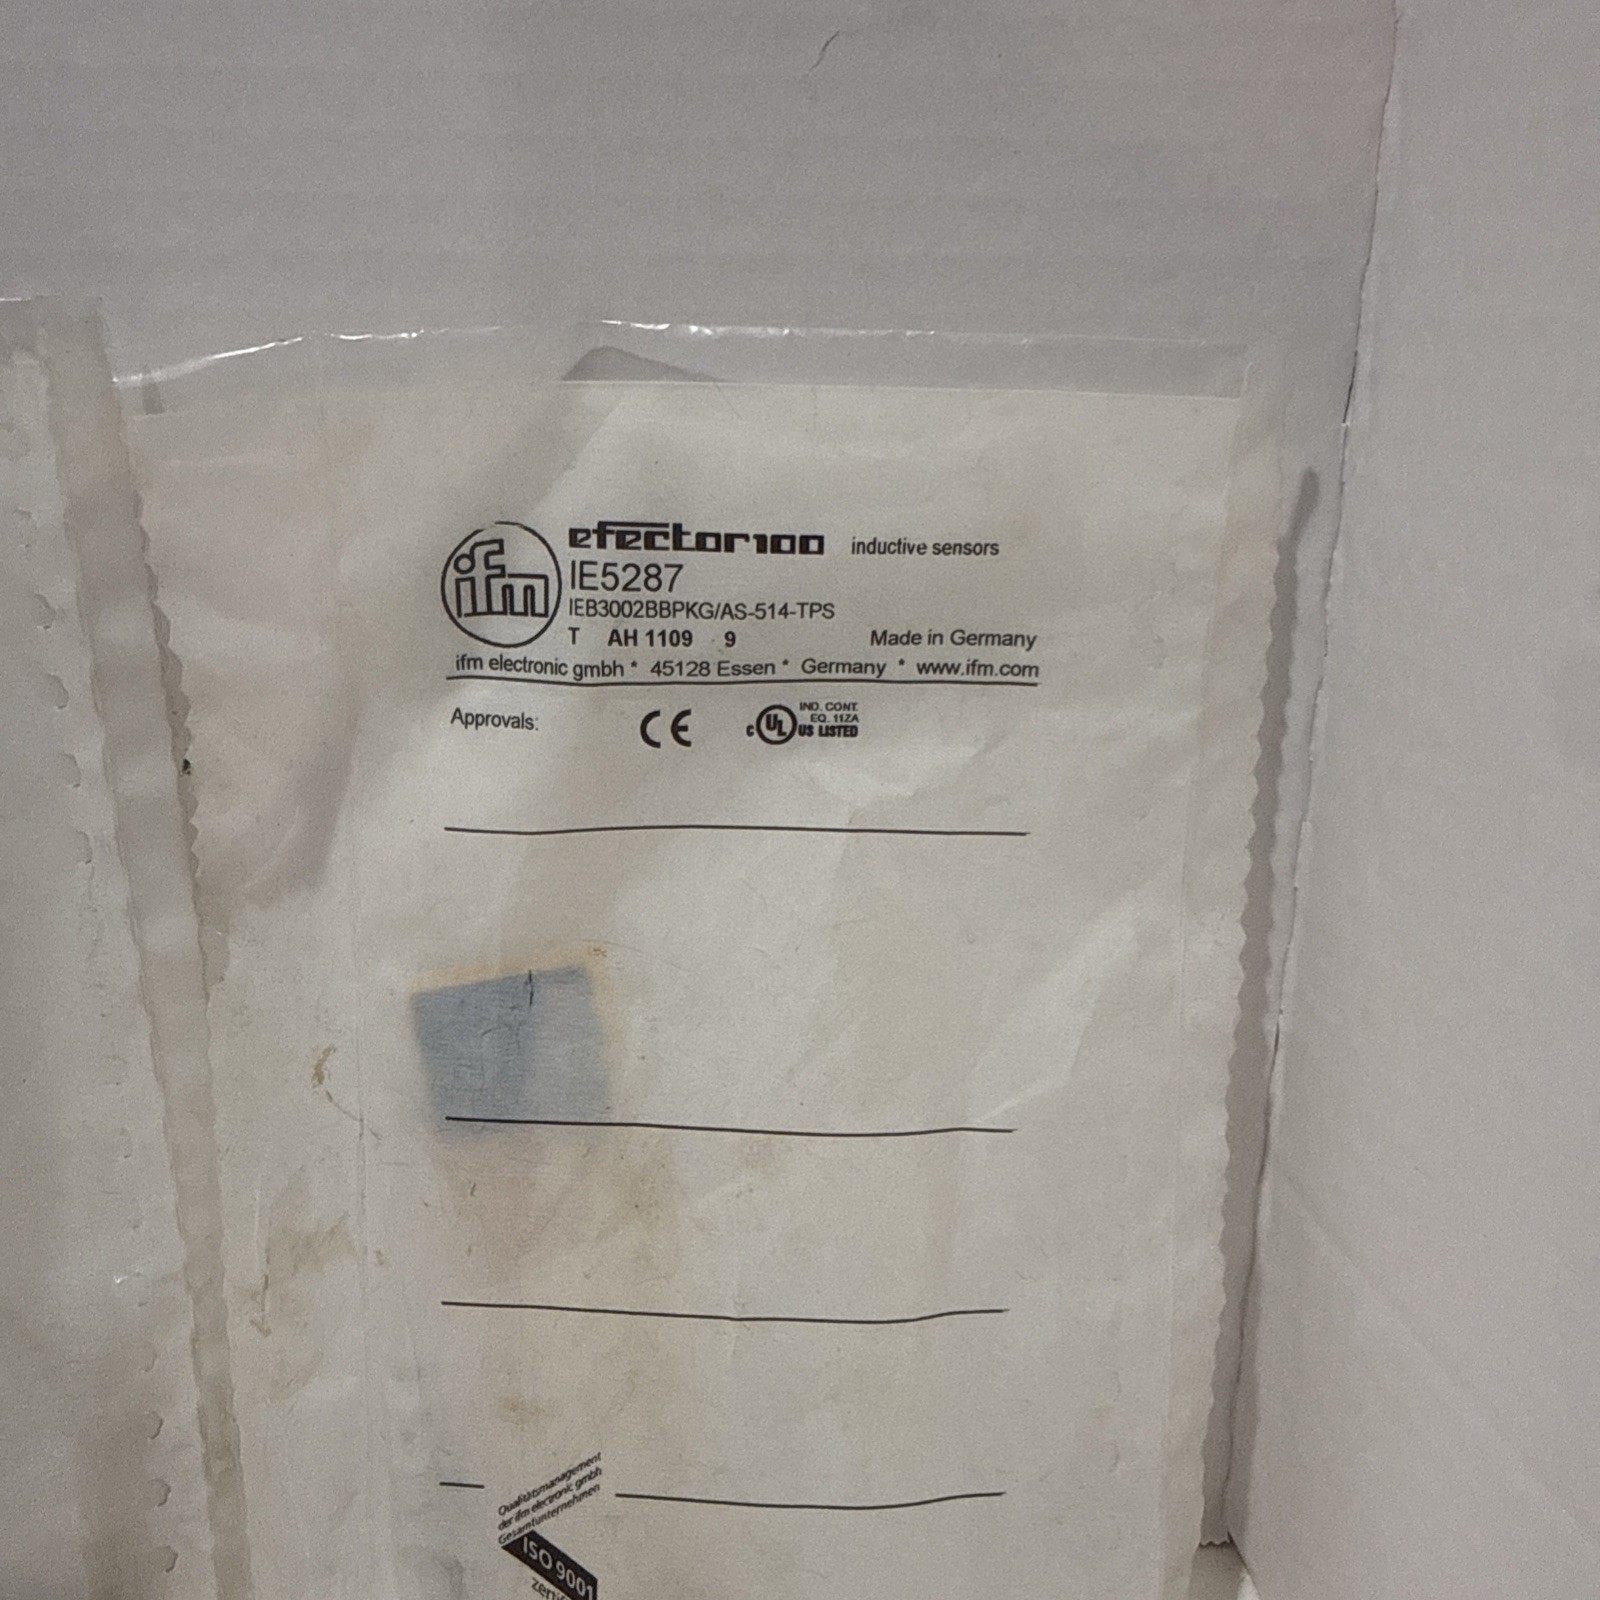 ifm
efector100 inductive sensors
IE5287
IEB3002BBPKG/AS-514-TPS
T AH 1109 9 Made in Germany
ifm electronic gmbh * 45128 Essen * Germany * www.ifm.com
Approvals:
CE
c UL US LISTED
IND. CONT.
EQ. 11ZA
Qualitätsmanagement
der ifm electronic gmbh
Gesamtunternehmen
ISO 9001